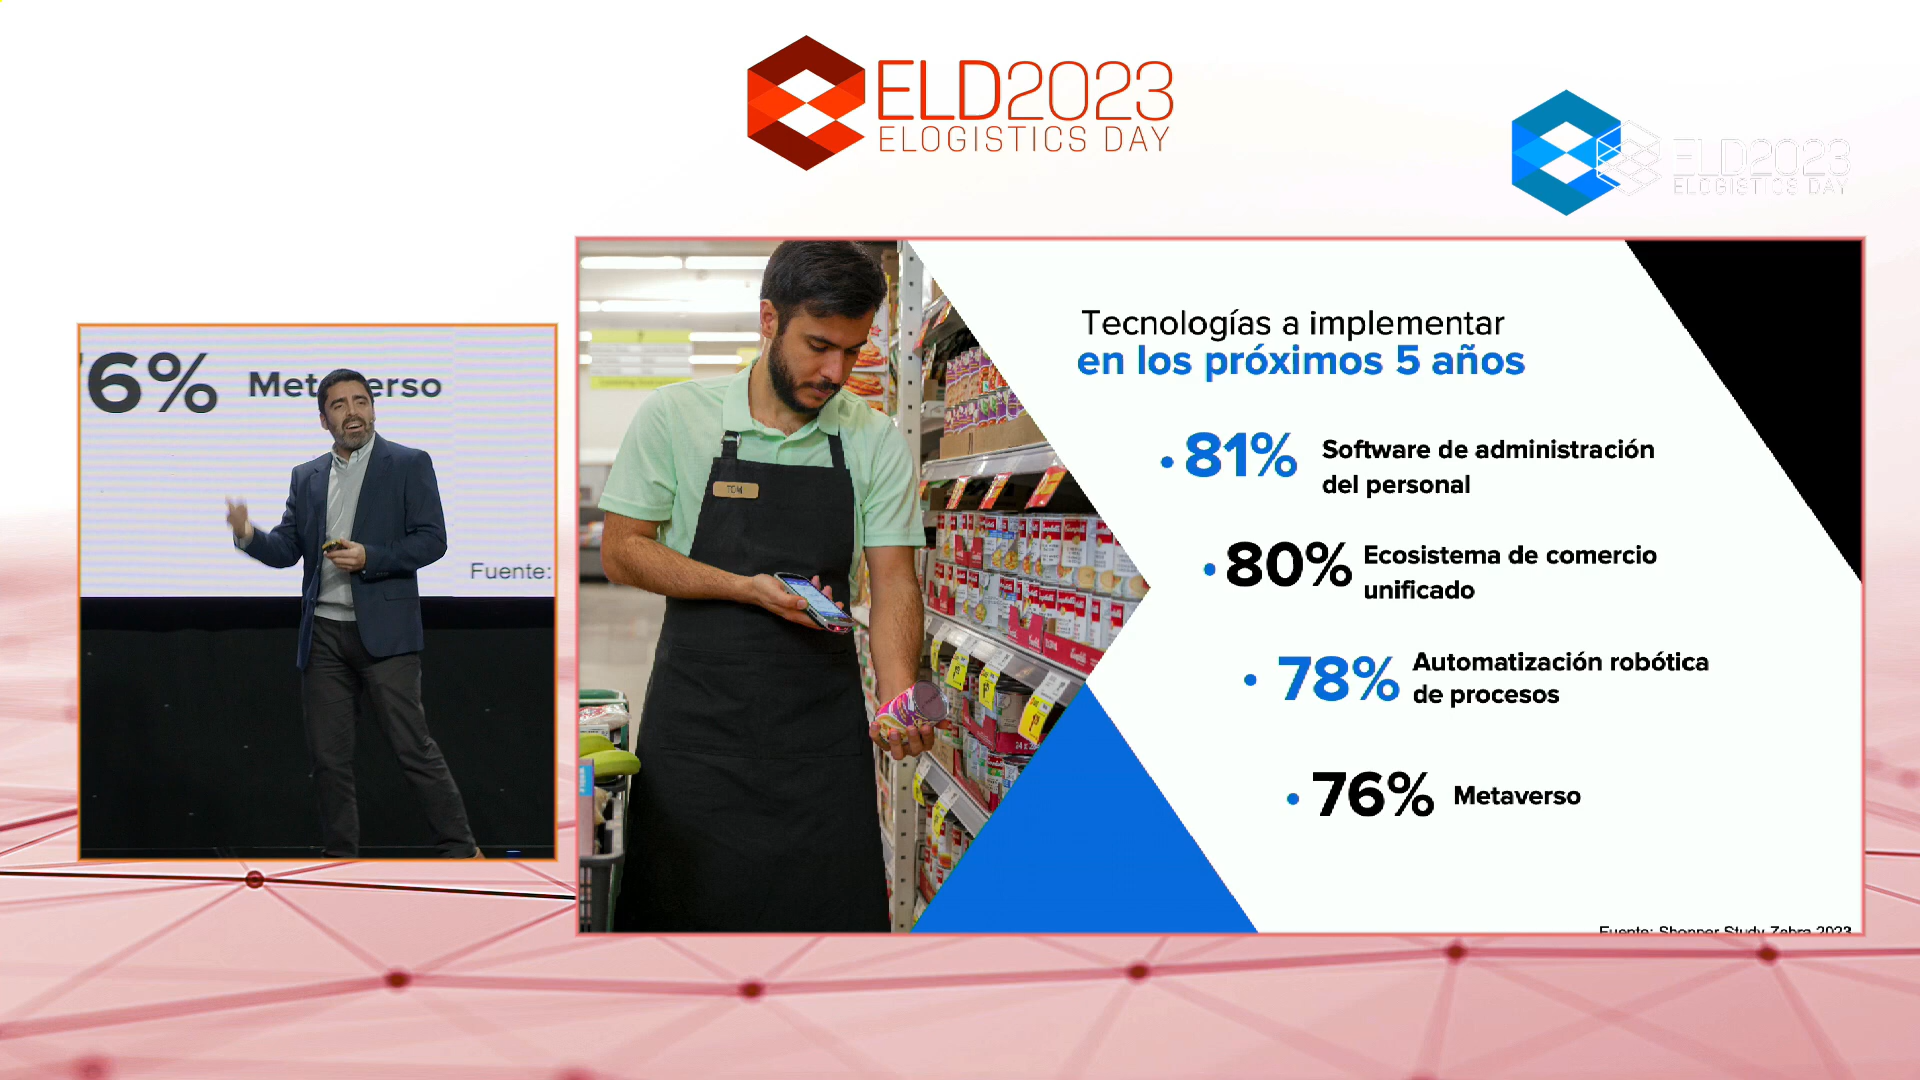 ELD2023
ELOGISTICS DAY
ELD2023
ELOGISTICS DAY
6% Metaverso
Fuente:
TOM
Tecnologías a implementar
en los próximos 5 años
• 81% Software de administración
del personal
• 80% Ecosistema de comercio
unificado
• 78% Automatización robótica
de procesos
• 76% Metaverso
Fuente: Shopper Study Zebra 2023